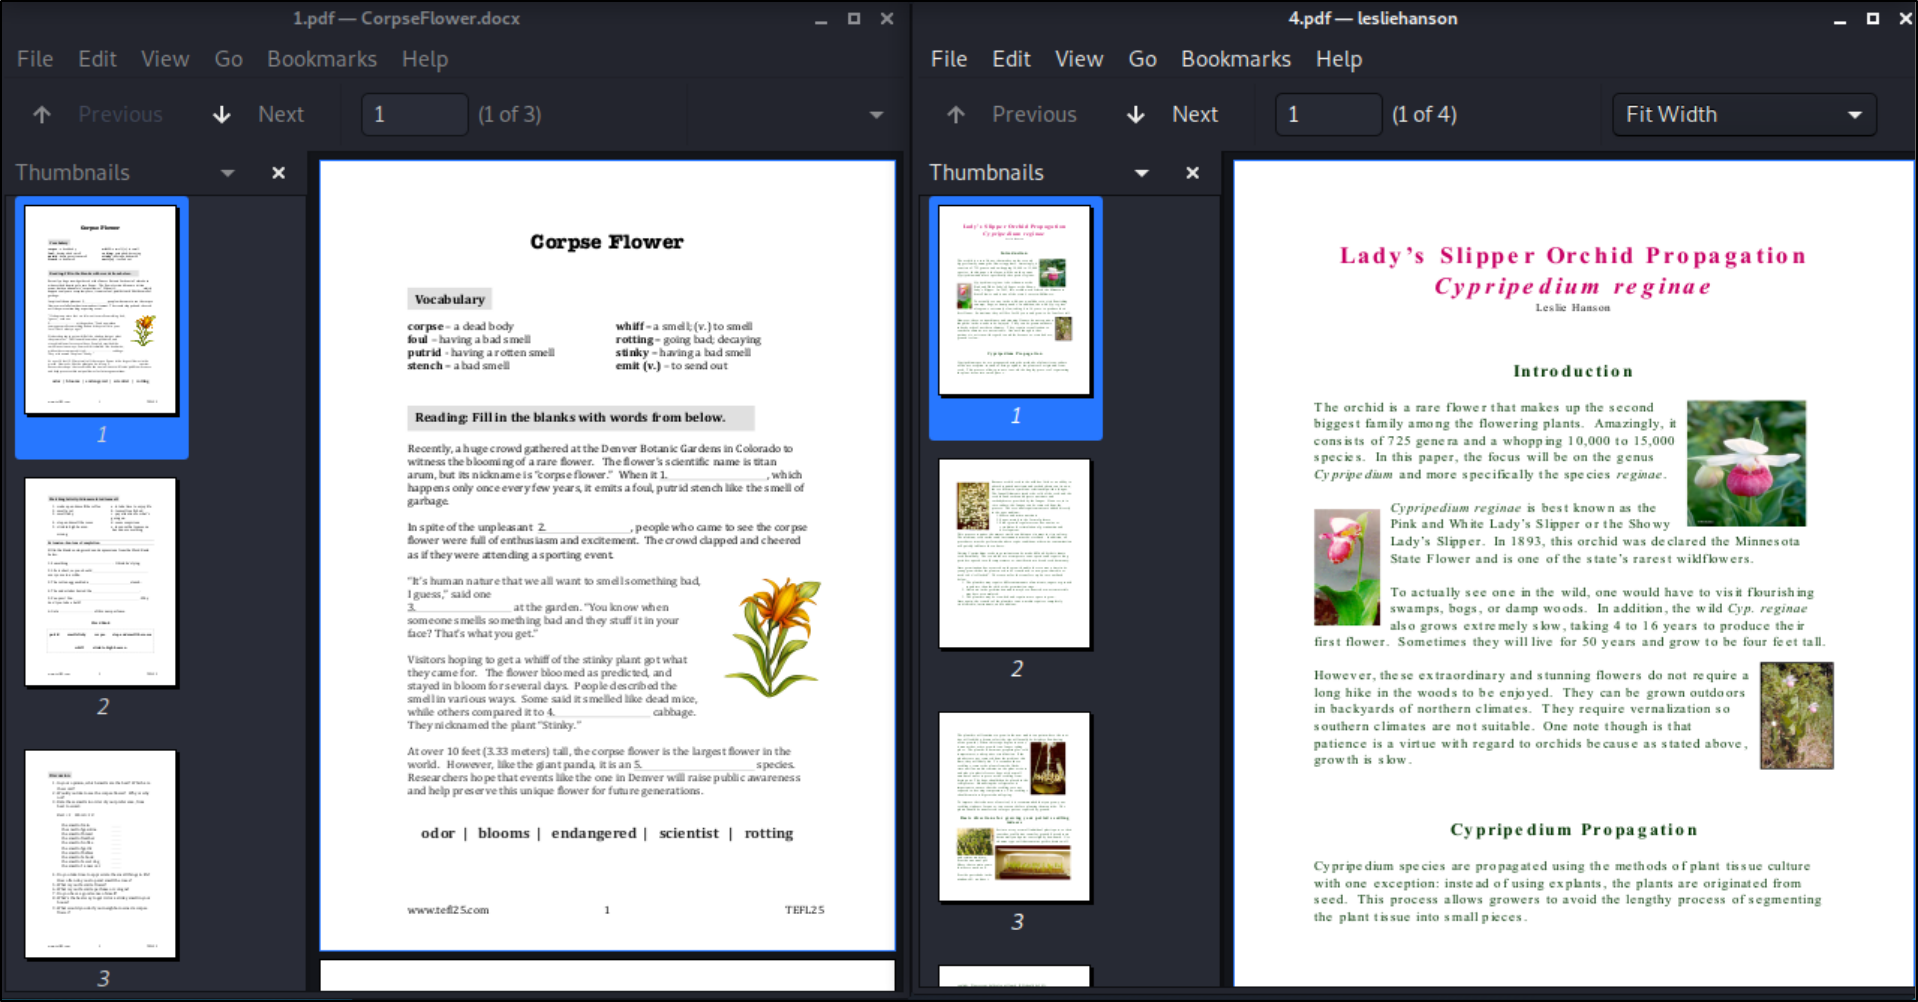 1.pdf — CorpseFlower.docx
File Edit View Go Bookmarks Help
Previous Next 1 (1 of 3)
Thumbnails
1
2
3
Corpse Flower
Vocabulary
corpse – a dead body
foul – having a bad smell
putrid - having a rotten smell
stench – a bad smell
whiff – a smell; (v.) to smell
rotting – going bad; decaying
stinky – having a bad smell
emit (v.) – to send out
Reading: Fill in the blanks with words from below.
Recently, a huge crowd gathered at the Denver Botanic Gardens in Colorado to
witness the blooming of a rare flower. The flower's scientific name is titan
arum, but its nickname is "corpse flower." When it 1.____________________, which
happens only once every few years, it emits a foul, putrid stench like the smell of
garbage.
In spite of the unpleasant 2.________________, people who came to see the corpse
flower were full of enthusiasm and excitement. The crowd clapped and cheered
as if they were attending a sporting event.
"It's human nature that we all want to smell something bad,
I guess," said one
3.____________________ at the garden. "You know when
someone smells something bad and they stuff it in your
face? That's what you get."
Visitors hoping to get a whiff of the stinky plant got what
they came for. The flower bloomed as predicted, and
stayed in bloom for several days. People described the
smell in various ways. Some said it smelled like dead mice,
while others compared it to 4.____________________ cabbage.
They nicknamed the plant "Stinky."
At over 10 feet (3.33 meters) tall, the corpse flower is the largest flower in the
world. However, like the giant panda, it is an 5.____________________ species.
Researchers hope that events like the one in Denver will raise public awareness
and help preserve this unique flower for future generations.
odor | blooms | endangered | scientist | rotting
www.tefl25.com 1 TEFL25
4.pdf — lesliehanson
File Edit View Go Bookmarks Help
Previous Next 1 (1 of 4) Fit Width
Thumbnails
1
2
3
Lady's Slipper Orchid Propagation
Cypripedium reginae
Leslie Hanson
Introduction
The orchid is a rare flower that makes up the second
biggest family among the flowering plants. Amazingly, it
consists of 725 genera and a whopping 10,000 to 15,000
species. In this paper, the focus will be on the genus
Cypripedium and more specifically the species reginae.
Cypripedium reginae is best known as the
Pink and White Lady's Slipper or the Showy
Lady's Slipper. In 1893, this orchid was declared the Minnesota
State Flower and is one of the state's rarest wildflowers.
To actually see one in the wild, one would have to visit flourishing
swamps, bogs, or damp woods. In addition, the wild Cyp. reginae
also grows extremely slow, taking 4 to 16 years to produce their
first flower. Sometimes they will live for 50 years and grow to be four feet tall.
However, these extraordinary and stunning flowers do not require a
long hike in the woods to be enjoyed. They can be grown outdoors
in backyards of northern climates. They require vernalization so
southern climates are not suitable. One note though is that
patience is a virtue with regard to orchids because as stated above,
growth is slow.
Cypripedium Propagation
Cypripedium species are propagated using the methods of plant tissue culture
with one exception: instead of using explants, the plants are originated from
seed. This process allows growers to avoid the lengthy process of segmenting
the plant tissue into small pieces.